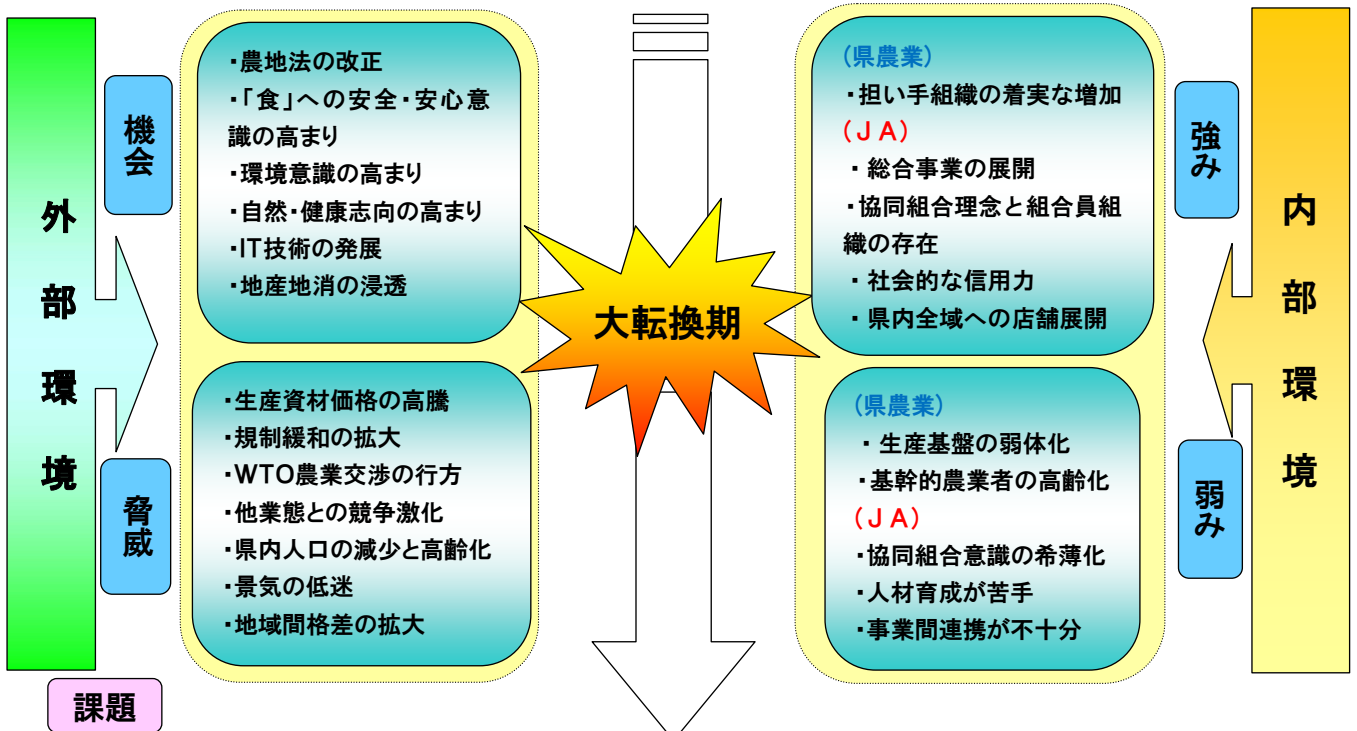 外部環境
機会
・農地法の改正
・「食」への安全・安心意
識の高まり
・環境意識の高まり
・自然・健康志向の高まり
・IT技術の発展
・地産地消の浸透
脅威
・生産資材価格の高騰
・規制緩和の拡大
・WTO農業交渉の行方
・他業態との競争激化
・県内人口の減少と高齢化
・景気の低迷
・地域間格差の拡大
大転換期
(県農業)
・担い手組織の着実な増加
(JA)
・総合事業の展開
・協同組合理念と組合員組
織の存在
・社会的な信用力
・県内全域への店舗展開
強み
(県農業)
・生産基盤の弱体化
・基幹的農業者の高齢化
(JA)
・協同組合意識の希薄化
・人材育成が苦手
・事業間連携が不十分
弱み
内部環境
課題